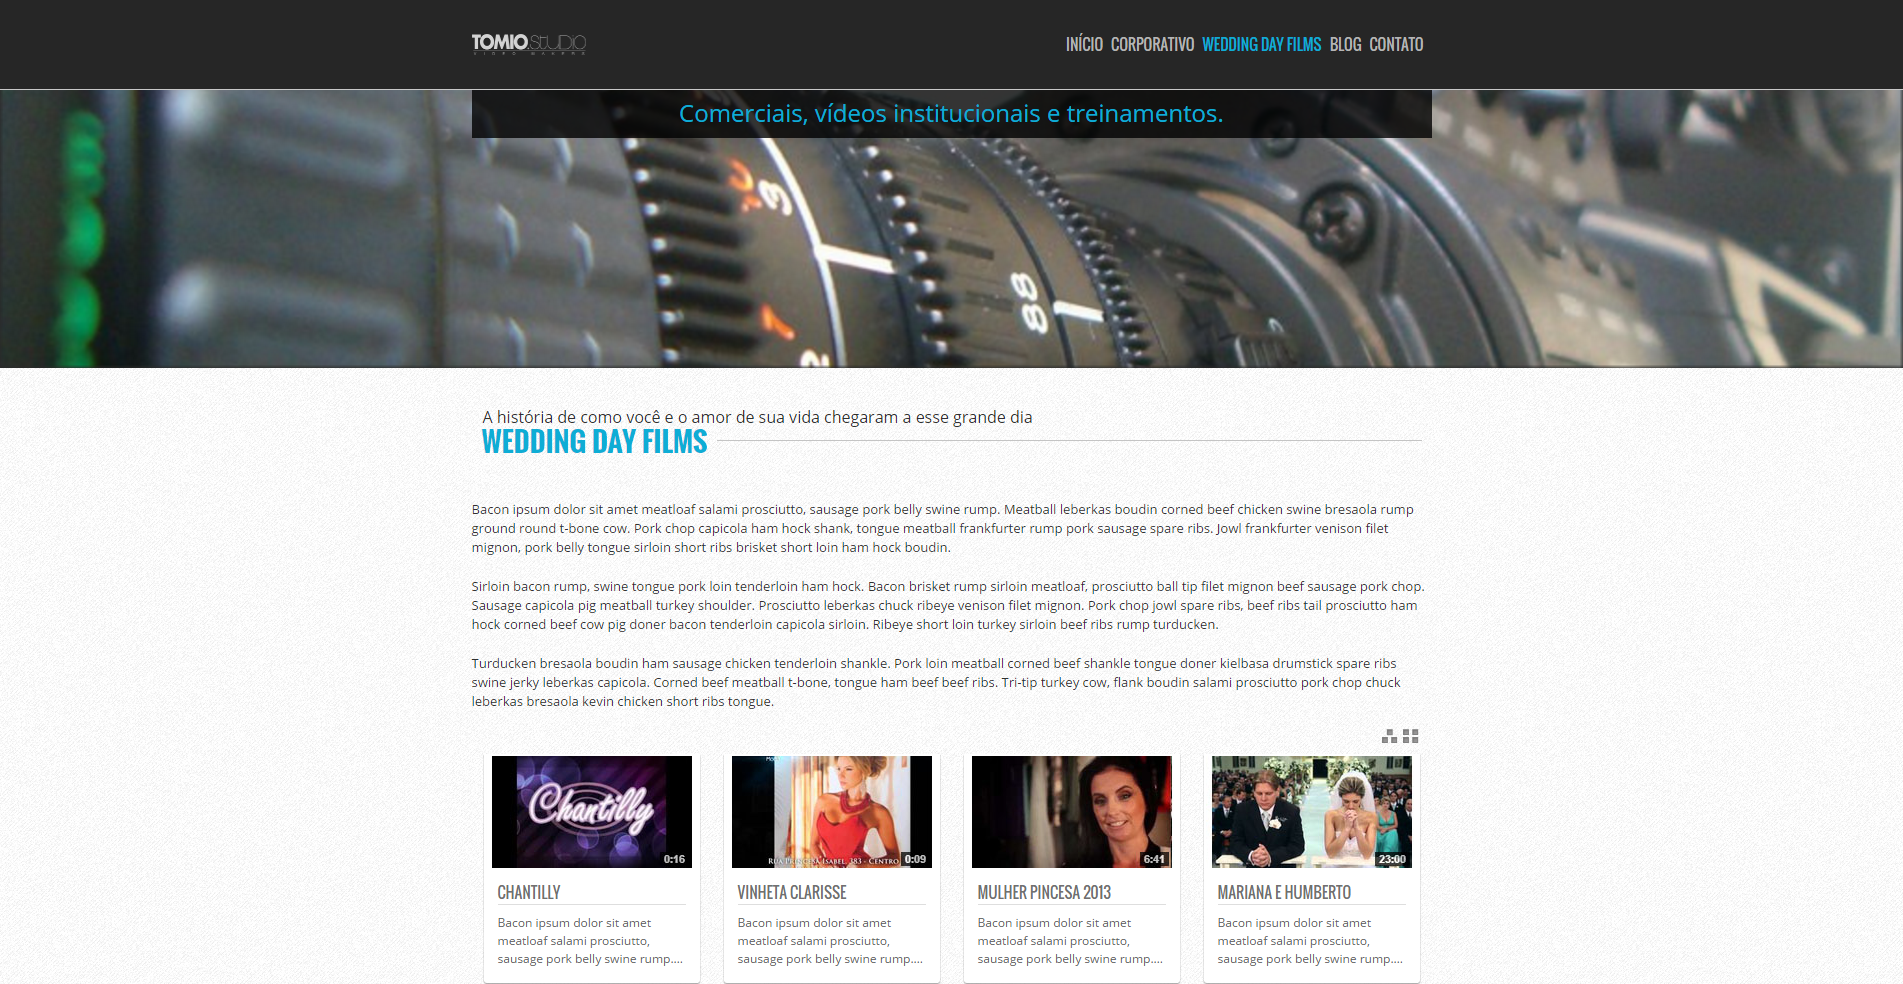 TOMIO.STUDIO
VIDEO MAKERS
INÍCIO CORPORATIVO WEDDING DAY FILMS BLOG CONTATO
Comerciais, vídeos institucionais e treinamentos.
3
88
2
A história de como você e o amor de sua vida chegaram a esse grande dia
WEDDING DAY FILMS
Bacon ipsum dolor sit amet meatloaf salami prosciutto, sausage pork belly swine rump. Meatball leberkas boudin corned beef chicken swine bresaola rump
ground round t-bone cow. Pork chop capicola ham hock shank, tongue meatball frankfurter rump pork sausage spare ribs. Jowl frankfurter venison filet
mignon, pork belly tongue sirloin short ribs brisket short loin ham hock boudin.
Sirloin bacon rump, swine tongue pork loin tenderloin ham hock. Bacon brisket rump sirloin meatloaf, prosciutto ball tip filet mignon beef sausage pork chop.
Sausage capicola pig meatball turkey shoulder. Prosciutto leberkas chuck ribeye venison filet mignon. Pork chop jowl spare ribs, beef ribs tail prosciutto ham
hock corned beef cow pig doner bacon tenderloin capicola sirloin. Ribeye short loin turkey sirloin beef ribs rump turducken.
Turducken bresaola boudin ham sausage chicken tenderloin shankle. Pork loin meatball corned beef shankle tongue doner kielbasa drumstick spare ribs
swine jerky leberkas capicola. Corned beef meatball t-bone, tongue ham beef beef ribs. Tri-tip turkey cow, flank boudin salami prosciutto pork chop chuck
leberkas bresaola kevin chicken short ribs tongue.
Chantilly
0:16
CHANTILLY
Bacon ipsum dolor sit amet
meatloaf salami prosciutto,
sausage pork belly swine rump....
RUA PRINCESA ISABEL, 383 - CENTRO
0:09
VINHETA CLARISSE
Bacon ipsum dolor sit amet
meatloaf salami prosciutto,
sausage pork belly swine rump....
6:41
MULHER PINCESA 2013
Bacon ipsum dolor sit amet
meatloaf salami prosciutto,
sausage pork belly swine rump....
23:00
MARIANA E HUMBERTO
Bacon ipsum dolor sit amet
meatloaf salami prosciutto,
sausage pork belly swine rump....